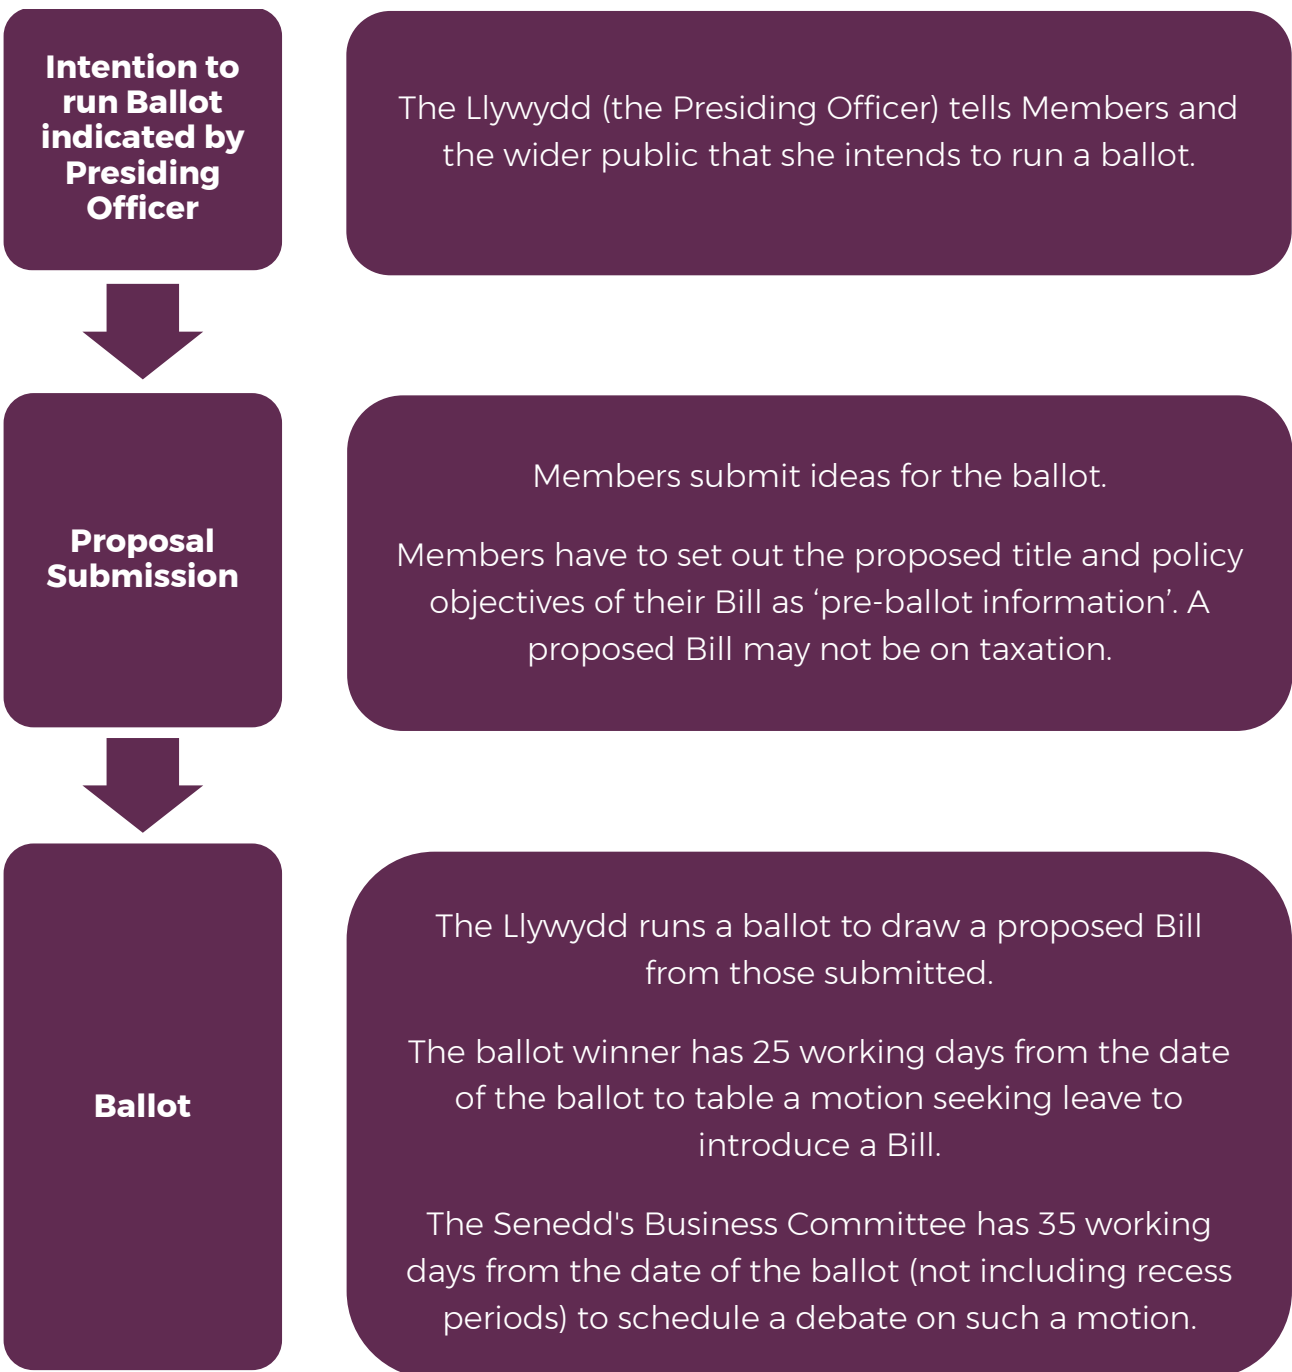 Intention to
run Ballot
indicated by
Presiding
Officer
The Llywydd (the Presiding Officer) tells Members and
the wider public that she intends to run a ballot.
Proposal
Submission
Members submit ideas for the ballot.
Members have to set out the proposed title and policy
objectives of their Bill as ‘pre-ballot information’. A
proposed Bill may not be on taxation.
Ballot
The Llywydd runs a ballot to draw a proposed Bill
from those submitted.
The ballot winner has 25 working days from the date
of the ballot to table a motion seeking leave to
introduce a Bill.
The Senedd's Business Committee has 35 working
days from the date of the ballot (not including recess
periods) to schedule a debate on such a motion.